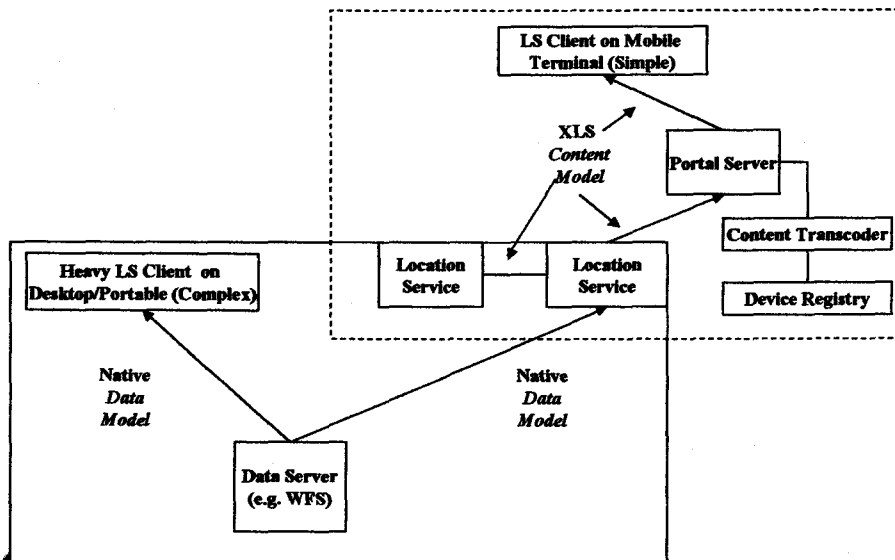 LS Client on Mobile
Terminal (Simple)
XLS
Content
Model
Portal Server
Content Transcoder
Device Registry
Location
Service
Location
Service
Heavy LS Client on
Desktop/Portable (Complex)
Native
Data
Model
Native
Data
Model
Data Server
(e.g. WFS)